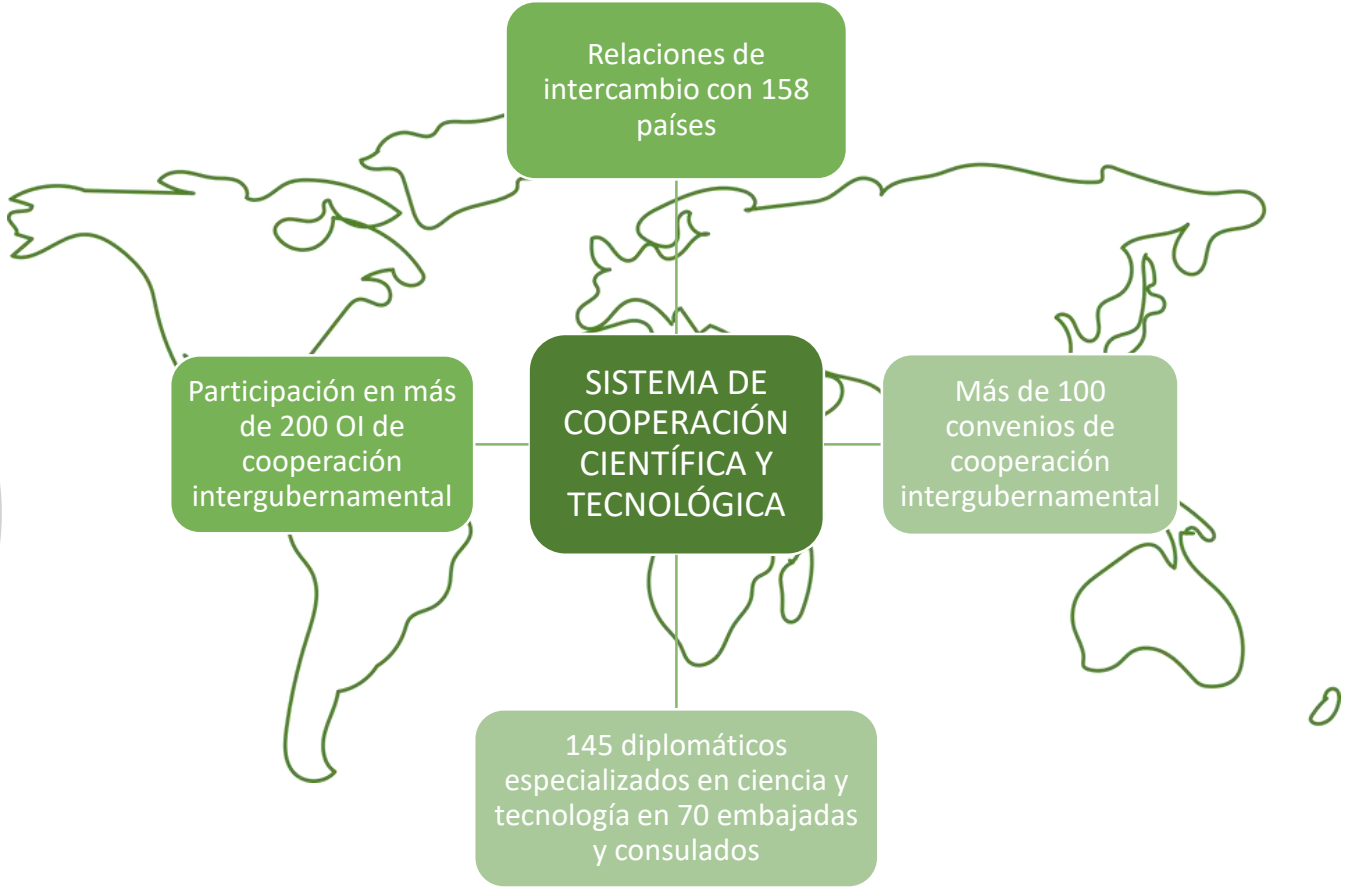 Relaciones de
intercambio con 158
países
Participación en más
de 200 OI de
cooperación
intergubernamental
SISTEMA DE
COOPERACIÓN
CIENTÍFICA Y
TECNOLÓGICA
Más de 100
convenios de
cooperación
intergubernamental
145 diplomáticos
especializados en ciencia y
tecnología en 70 embajadas
y consulados